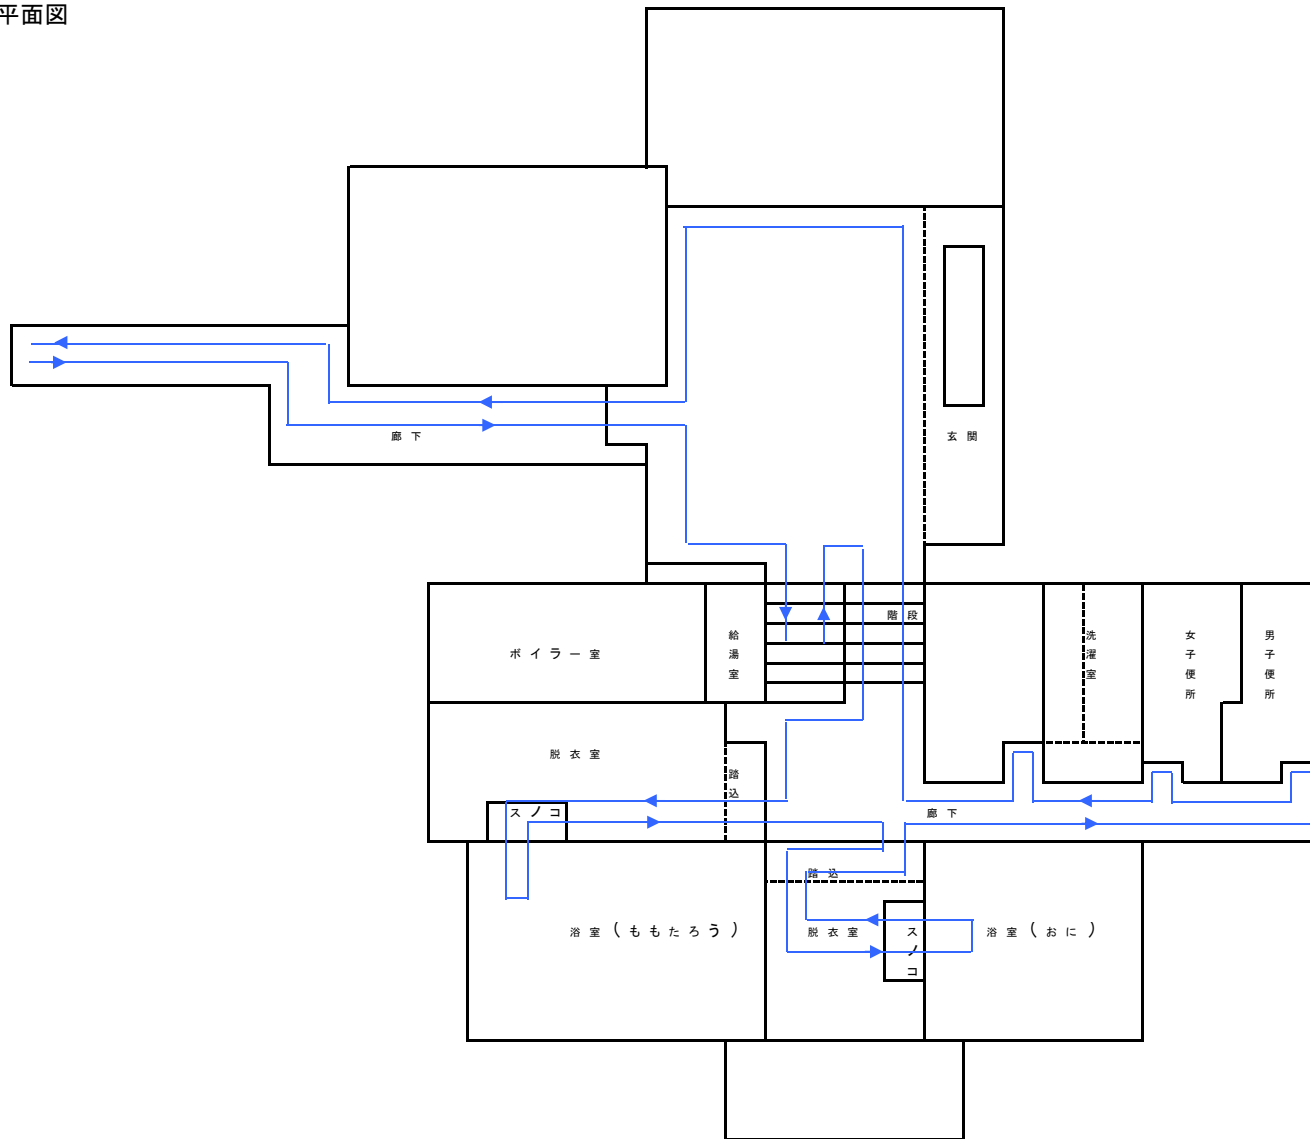 平面図
廊下
玄関
階段
ボイラー室
給湯室
洗濯室
女子便所
男子便所
脱衣室
踏込
スノコ
廊下
踏込
浴室(ももたろう)
脱衣室
スノコ
浴室(おに)